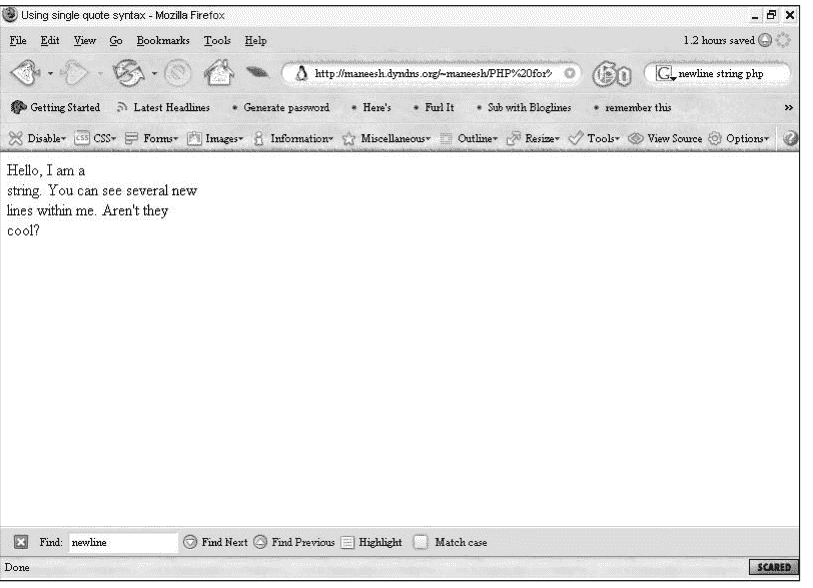 Using single quote syntax - Mozilla Firefox
File Edit View Go Bookmarks Tools Help 1.2 hours saved
http://maneesh.dyndns.org/~maneesh/PHP%20for% Go G newline string php
Getting Started Latest Headlines Generate password Here's Furl It Sub with Bloglines remember this »
Disable CSS Forms Images Information Miscellaneous Outline Resize Tools View Source Options
Hello, I am a
string. You can see several new
lines within me. Aren't they
cool?
Find: newline Find Next Find Previous Highlight Match case
Done SCARED